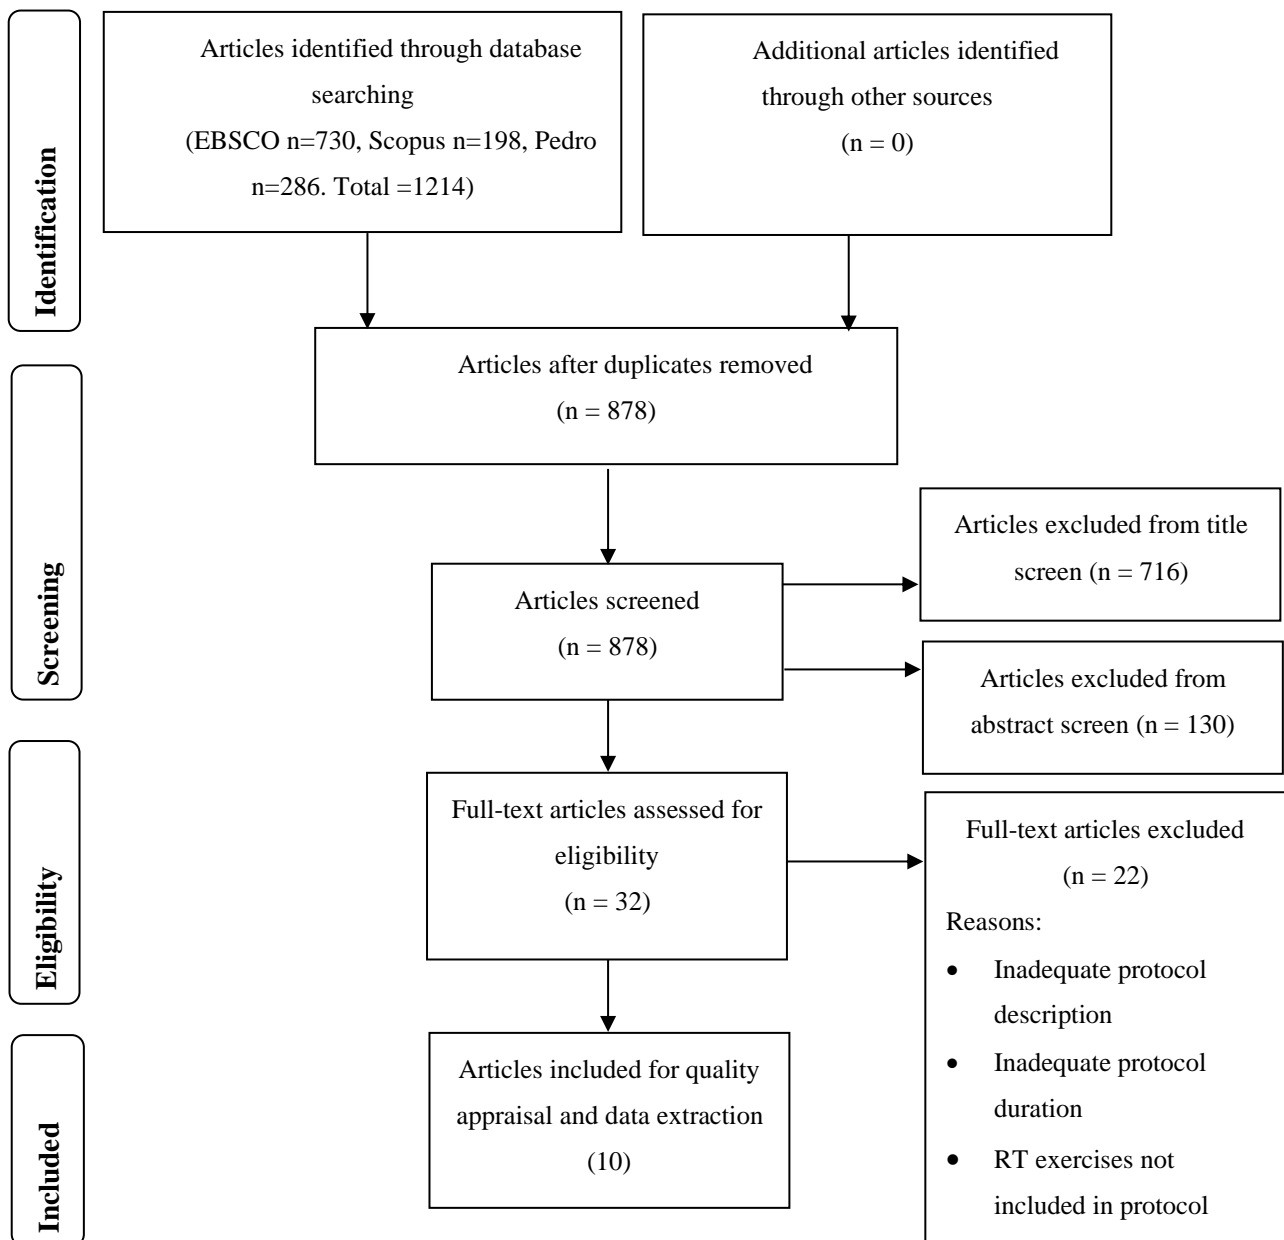 Identification
Articles identified through database
searching
(EBSCO n=730, Scopus n=198, Pedro
n=286. Total =1214)
Additional articles identified
through other sources
(n = 0)
Articles after duplicates removed
(n = 878)
Screening
Articles screened
(n = 878)
Articles excluded from title
screen (n = 716)
Articles excluded from
abstract screen (n = 130)
Eligibility
Full-text articles assessed for
eligibility
(n = 32)
Full-text articles excluded
(n = 22)
Reasons:
• Inadequate protocol
description
• Inadequate protocol
duration
• RT exercises not
included in protocol
Included
Articles included for quality
appraisal and data extraction
(10)